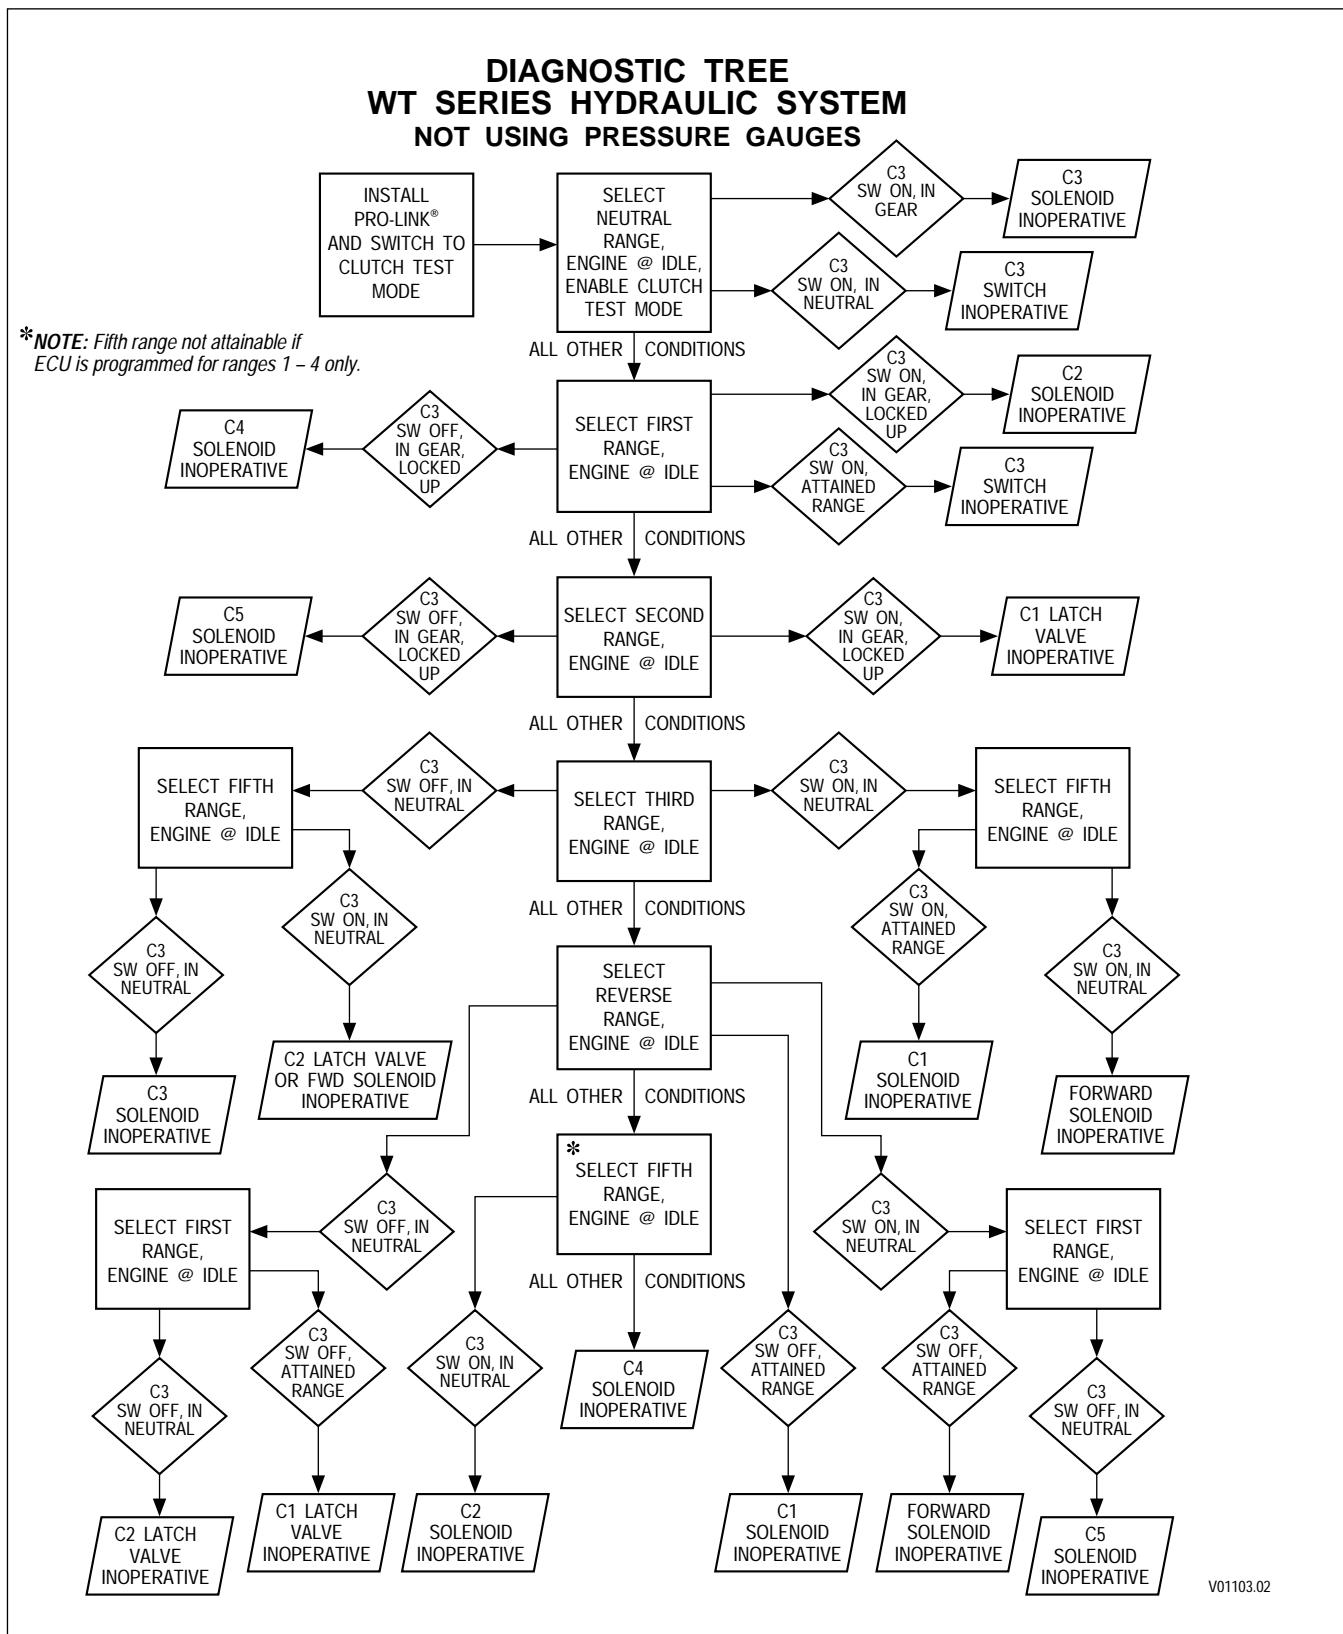 DIAGNOSTIC TREE
WT SERIES HYDRAULIC SYSTEM
NOT USING PRESSURE GAUGES
INSTALL
PRO-LINK®
AND SWITCH TO
CLUTCH TEST
MODE
SELECT
NEUTRAL
RANGE,
ENGINE @ IDLE,
ENABLE CLUTCH
TEST MODE
C3
SW ON, IN
GEAR
C3
SOLENOID
INOPERATIVE
C3
SW ON, IN
NEUTRAL
C3
SWITCH
INOPERATIVE
*NOTE: Fifth range not attainable if
ECU is programmed for ranges 1 – 4 only.
ALL OTHER CONDITIONS
C4
SOLENOID
INOPERATIVE
C3
SW OFF,
IN GEAR,
LOCKED
UP
SELECT FIRST
RANGE,
ENGINE @ IDLE
C3
SW ON,
IN GEAR,
LOCKED
UP
C2
SOLENOID
INOPERATIVE
C3
SW ON,
ATTAINED
RANGE
C3
SWITCH
INOPERATIVE
ALL OTHER CONDITIONS
C5
SOLENOID
INOPERATIVE
C3
SW OFF,
IN GEAR,
LOCKED
UP
SELECT SECOND
RANGE,
ENGINE @ IDLE
C3
SW ON,
IN GEAR,
LOCKED
UP
C1 LATCH
VALVE
INOPERATIVE
ALL OTHER CONDITIONS
SELECT FIFTH
RANGE,
ENGINE @ IDLE
C3
SW OFF, IN
NEUTRAL
SELECT THIRD
RANGE,
ENGINE @ IDLE
C3
SW ON, IN
NEUTRAL
SELECT FIFTH
RANGE,
ENGINE @ IDLE
C3
SW OFF, IN
NEUTRAL
C3
SW ON, IN
NEUTRAL
ALL OTHER CONDITIONS
C3
SW ON,
ATTAINED
RANGE
C3
SW ON, IN
NEUTRAL
C3
SOLENOID
INOPERATIVE
C2 LATCH VALVE
OR FWD SOLENOID
INOPERATIVE
SELECT
REVERSE
RANGE,
ENGINE @ IDLE
C1
SOLENOID
INOPERATIVE
FORWARD
SOLENOID
INOPERATIVE
ALL OTHER CONDITIONS
SELECT FIRST
RANGE,
ENGINE @ IDLE
C3
SW OFF, IN
NEUTRAL
*
SELECT FIFTH
RANGE,
ENGINE @ IDLE
C3
SW ON, IN
NEUTRAL
SELECT FIRST
RANGE,
ENGINE @ IDLE
ALL OTHER CONDITIONS
C3
SW OFF, IN
NEUTRAL
C3
SW OFF,
ATTAINED
RANGE
C3
SW ON, IN
NEUTRAL
C4
SOLENOID
INOPERATIVE
C3
SW OFF,
ATTAINED
RANGE
C3
SW OFF,
ATTAINED
RANGE
C3
SW OFF, IN
NEUTRAL
C2 LATCH
VALVE
INOPERATIVE
C1 LATCH
VALVE
INOPERATIVE
C2
SOLENOID
INOPERATIVE
C1
SOLENOID
INOPERATIVE
FORWARD
SOLENOID
INOPERATIVE
C5
SOLENOID
INOPERATIVE
V01103.02